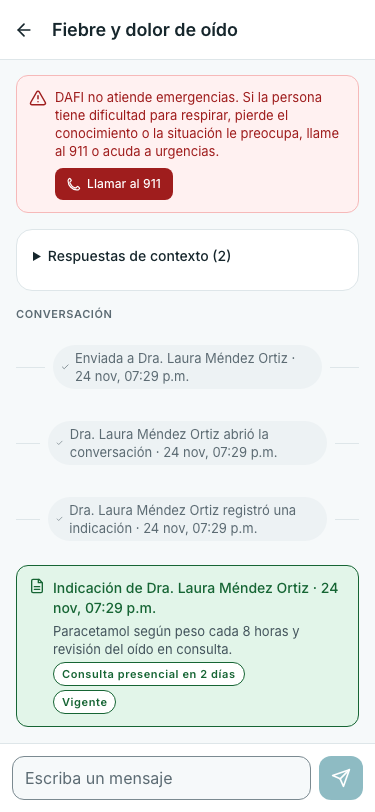 Fiebre y dolor de oído
DAFI no atiende emergencias. Si la persona
tiene dificultad para respirar, pierde el
conocimiento o la situación le preocupa, llame
al 911 o acuda a urgencias.
Llamar al 911
Respuestas de contexto (2)
CONVERSACIÓN
Enviada a Dra. Laura Méndez Ortiz ·
24 nov, 07:29 p.m.
Dra. Laura Méndez Ortiz abrió la
conversación · 24 nov, 07:29 p.m.
Dra. Laura Méndez Ortiz registró una
indicación · 24 nov, 07:29 p.m.
Indicación de Dra. Laura Méndez Ortiz · 24
nov, 07:29 p.m.
Paracetamol según peso cada 8 horas y
revisión del oído en consulta.
Consulta presencial en 2 días
Vigente
Escriba un mensaje